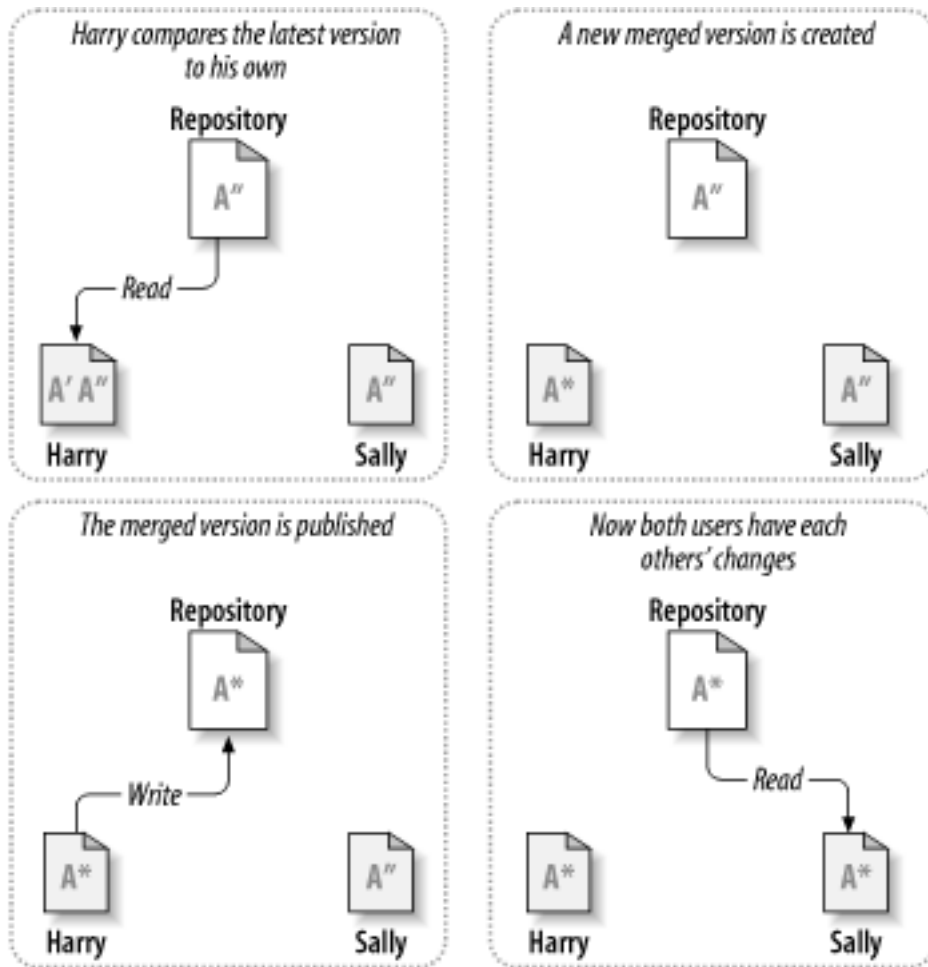 Harry compares the latest version
to his own
Repository
A″
Read
A′ A″
A″
Harry
Sally
A new merged version is created
Repository
A″
A*
A″
Harry
Sally
The merged version is published
Repository
A*
Write
A*
A″
Harry
Sally
Now both users have each
others’ changes
Repository
A*
Read
A*
A*
Harry
Sally